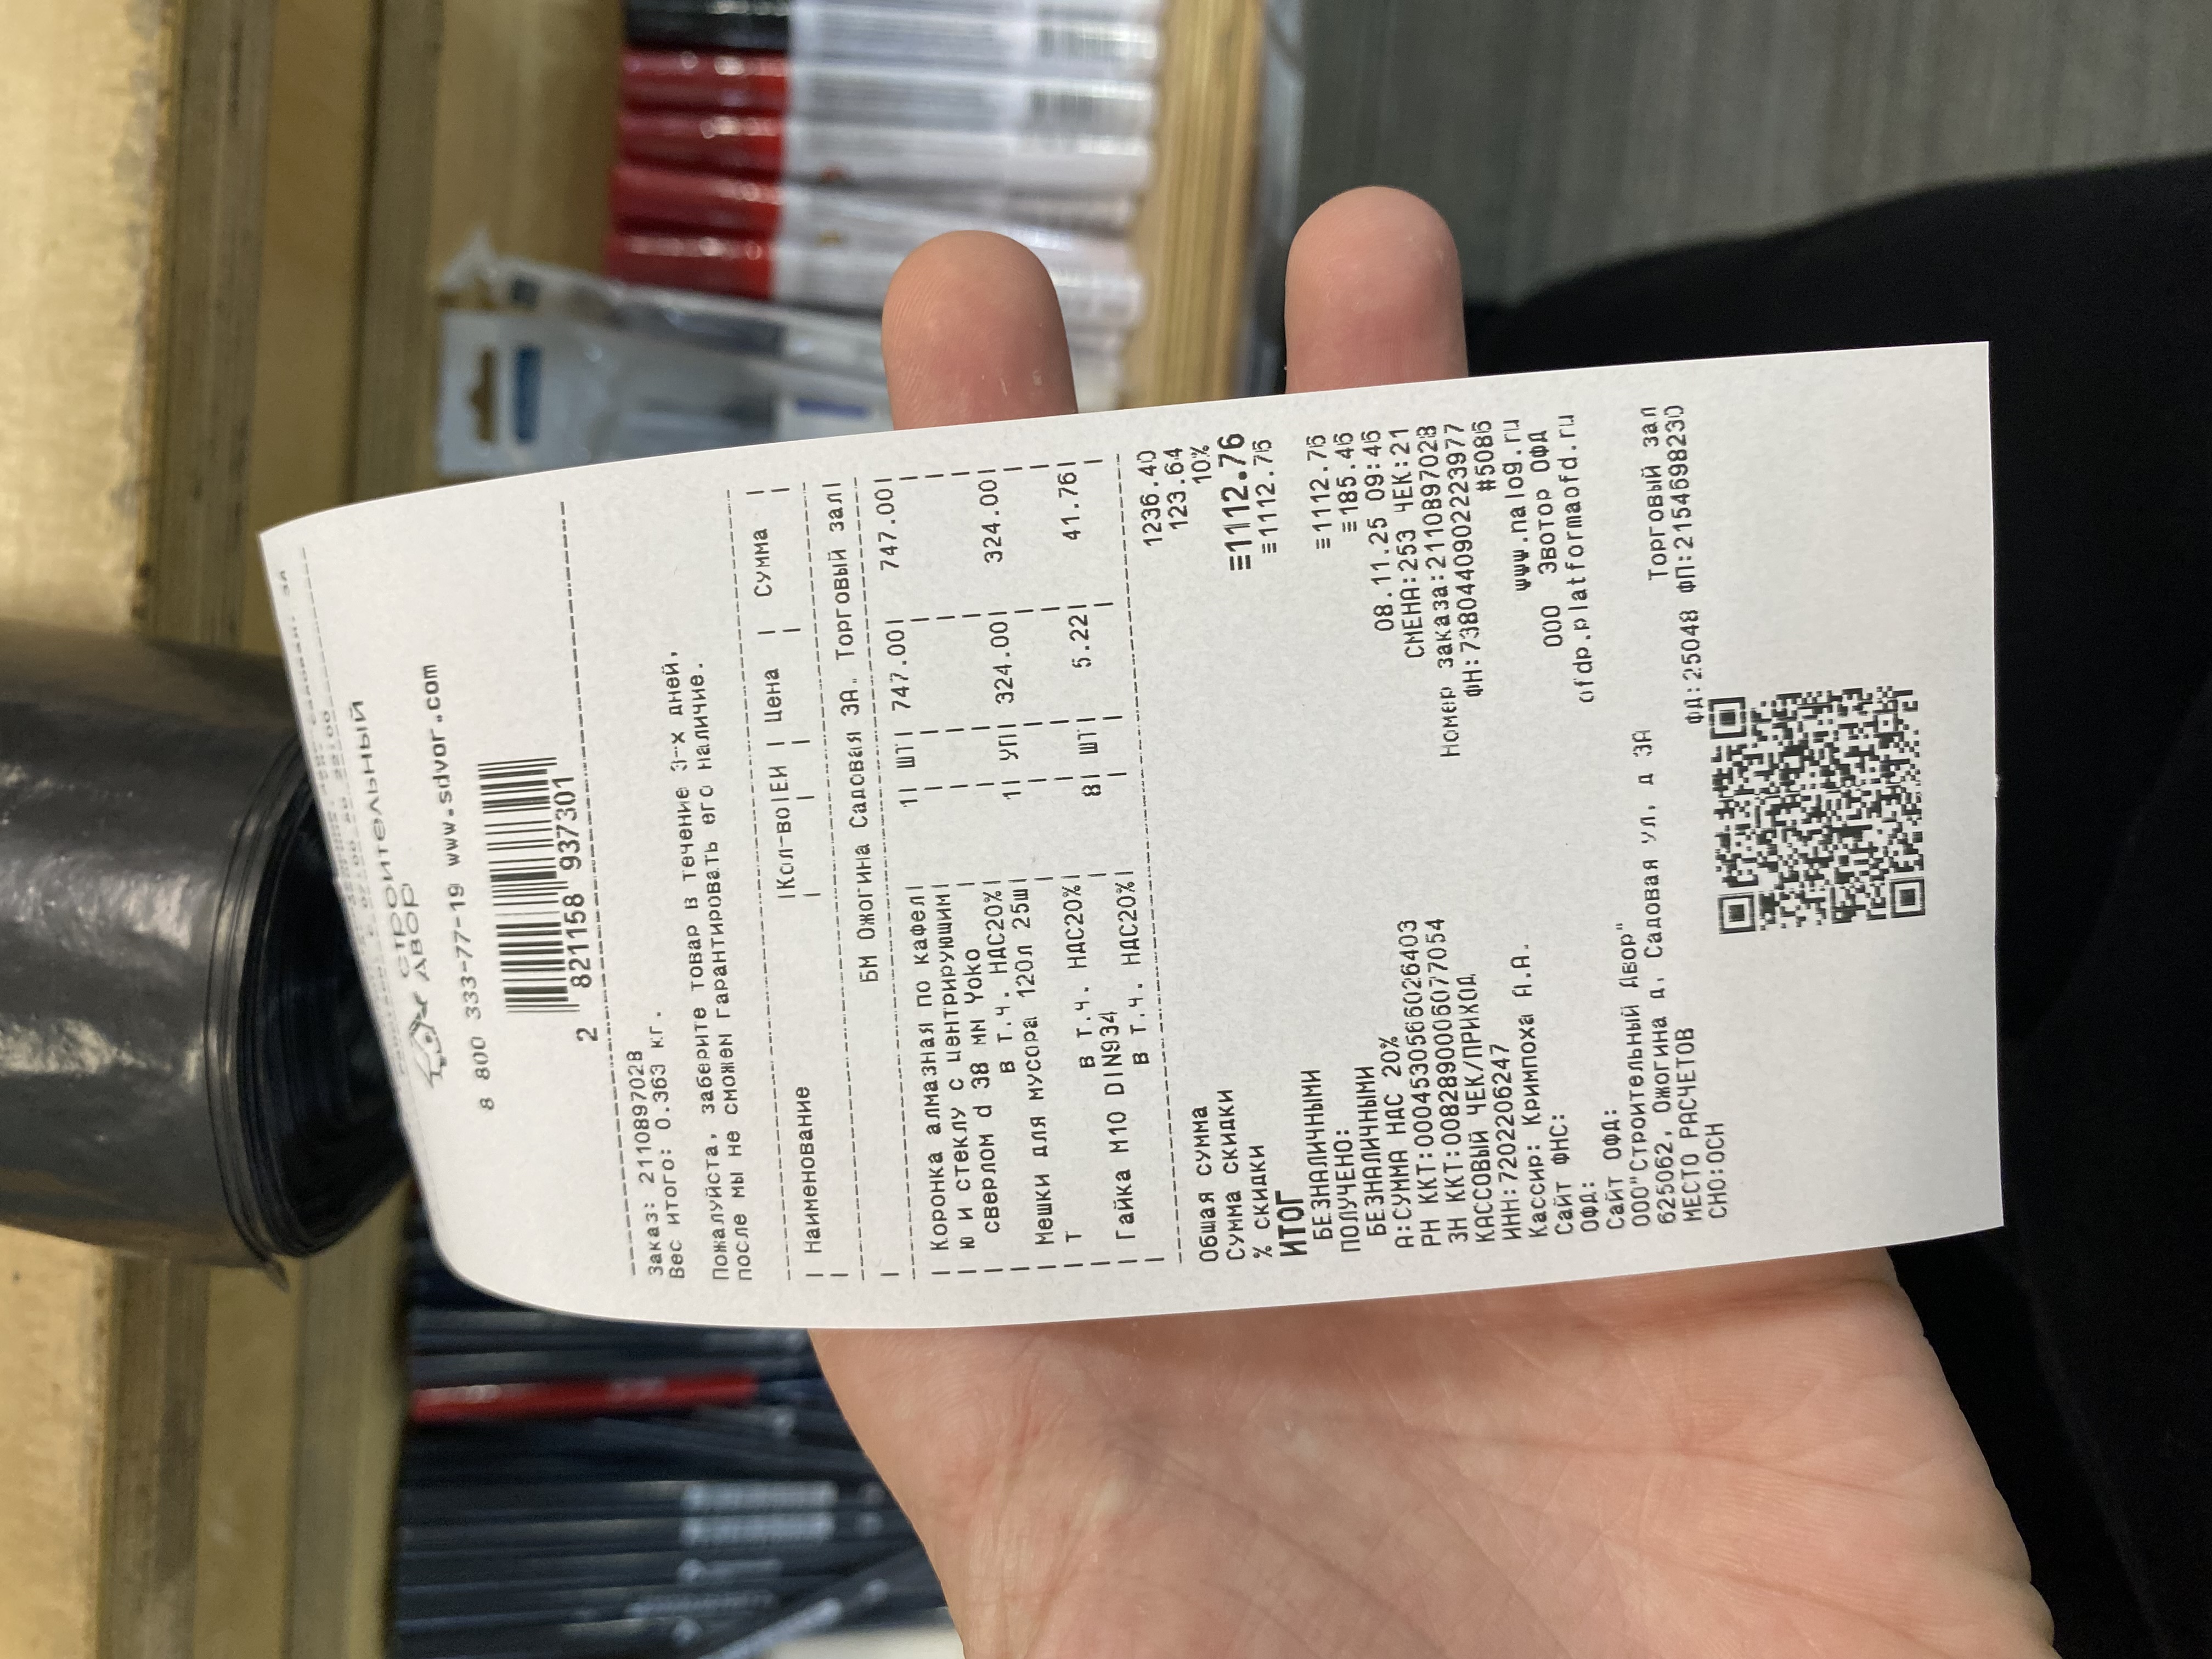 СТРОИТЕЛЬНЫЙ
ДВОР
8 800 333-77-19 www.sdvor.com
2 821158 937301
Заказ: 211089702В
Вес итого: 0.363 кг.
Пожалуйста, заберите товар в течение 3-х дней,
после мы не сможем гарантировать его наличие.
| Наименование |Кол-во|ЕИ | Цена | Сумма |
БМ Ожогина Садовая 3А. Торговый зал|
| Коронка алмазная по кафел| 1| ШТ| 747.00| 747.00|
| ю и стеклу с центрирующим|
| сверлом d 38 мм Yoko
| в т.ч. НДС20%|
| Мешки для мусора 120л 25ш| 1| УП| 324.00| 324.00|
| Т
| в т.ч. НДС20%|
| Гайка М10 DIN934 8| ШТ| 5.22| 41.76|
| в т.ч. НДС20%|
Общая сумма 1236.40
Сумма скидки 123.64
% скидки 10%
ИТОГ ≡1112.76
БЕЗНАЛИЧНЫМИ ≡1112.76
ПОЛУЧЕНО:
БЕЗНАЛИЧНЫМИ ≡1112.76
А:СУММА НДС 20% ≡185.46
РН ККТ:0004530566026403 08.11.25 09:46
ЗН ККТ:0082890006077054 СМЕНА:253 ЧЕК:21
КАССОВЫЙ ЧЕК/ПРИХОД Номер заказа:211089702В
ИНН:7202206247 ФН:7380440902223977
Кассир: Кримпоха А.А. #5086
Сайт ФНС: www.nalog.ru
ОФД: ООО Эвотор ОФД
Сайт ОФД: ofdp.platformaofd.ru
ООО"Строительный Двор"
625062, Ожогина д, Садовая ул, д 3А
МЕСТО РАСЧЕТОВ Торговый зал
СНО:ОСН ФД:25048 ФП:2154698230